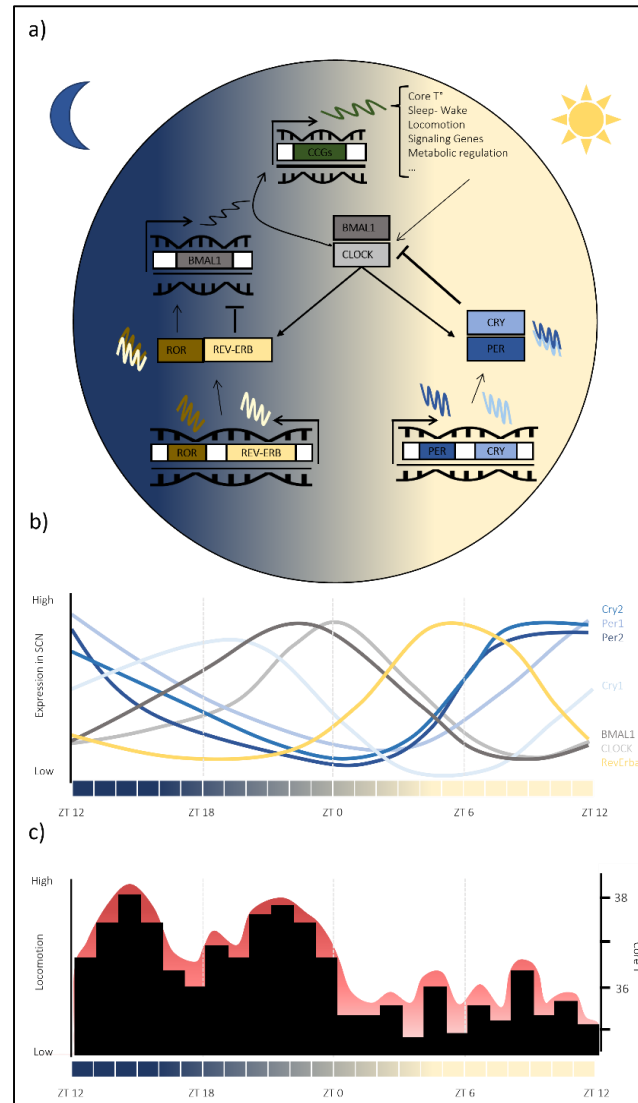 a)
Core T°
Sleep- Wake
Locomotion
Signaling Genes
Metabolic regulation
...
CCGs
BMAL1
CLOCK
BMAL1
ROR
REV-ERB
CRY
PER
ROR
REV-ERB
PER
CRY
b)
High
Expression in SCN
Low
Cry2
Per1
Per2
Cry1
BMAL1
CLOCK
RevErba
ZT 12
ZT 18
ZT 0
ZT 6
ZT 12
c)
High
Locomotion
Low
38
36
ZT 12
ZT 18
ZT 0
ZT 6
ZT 12